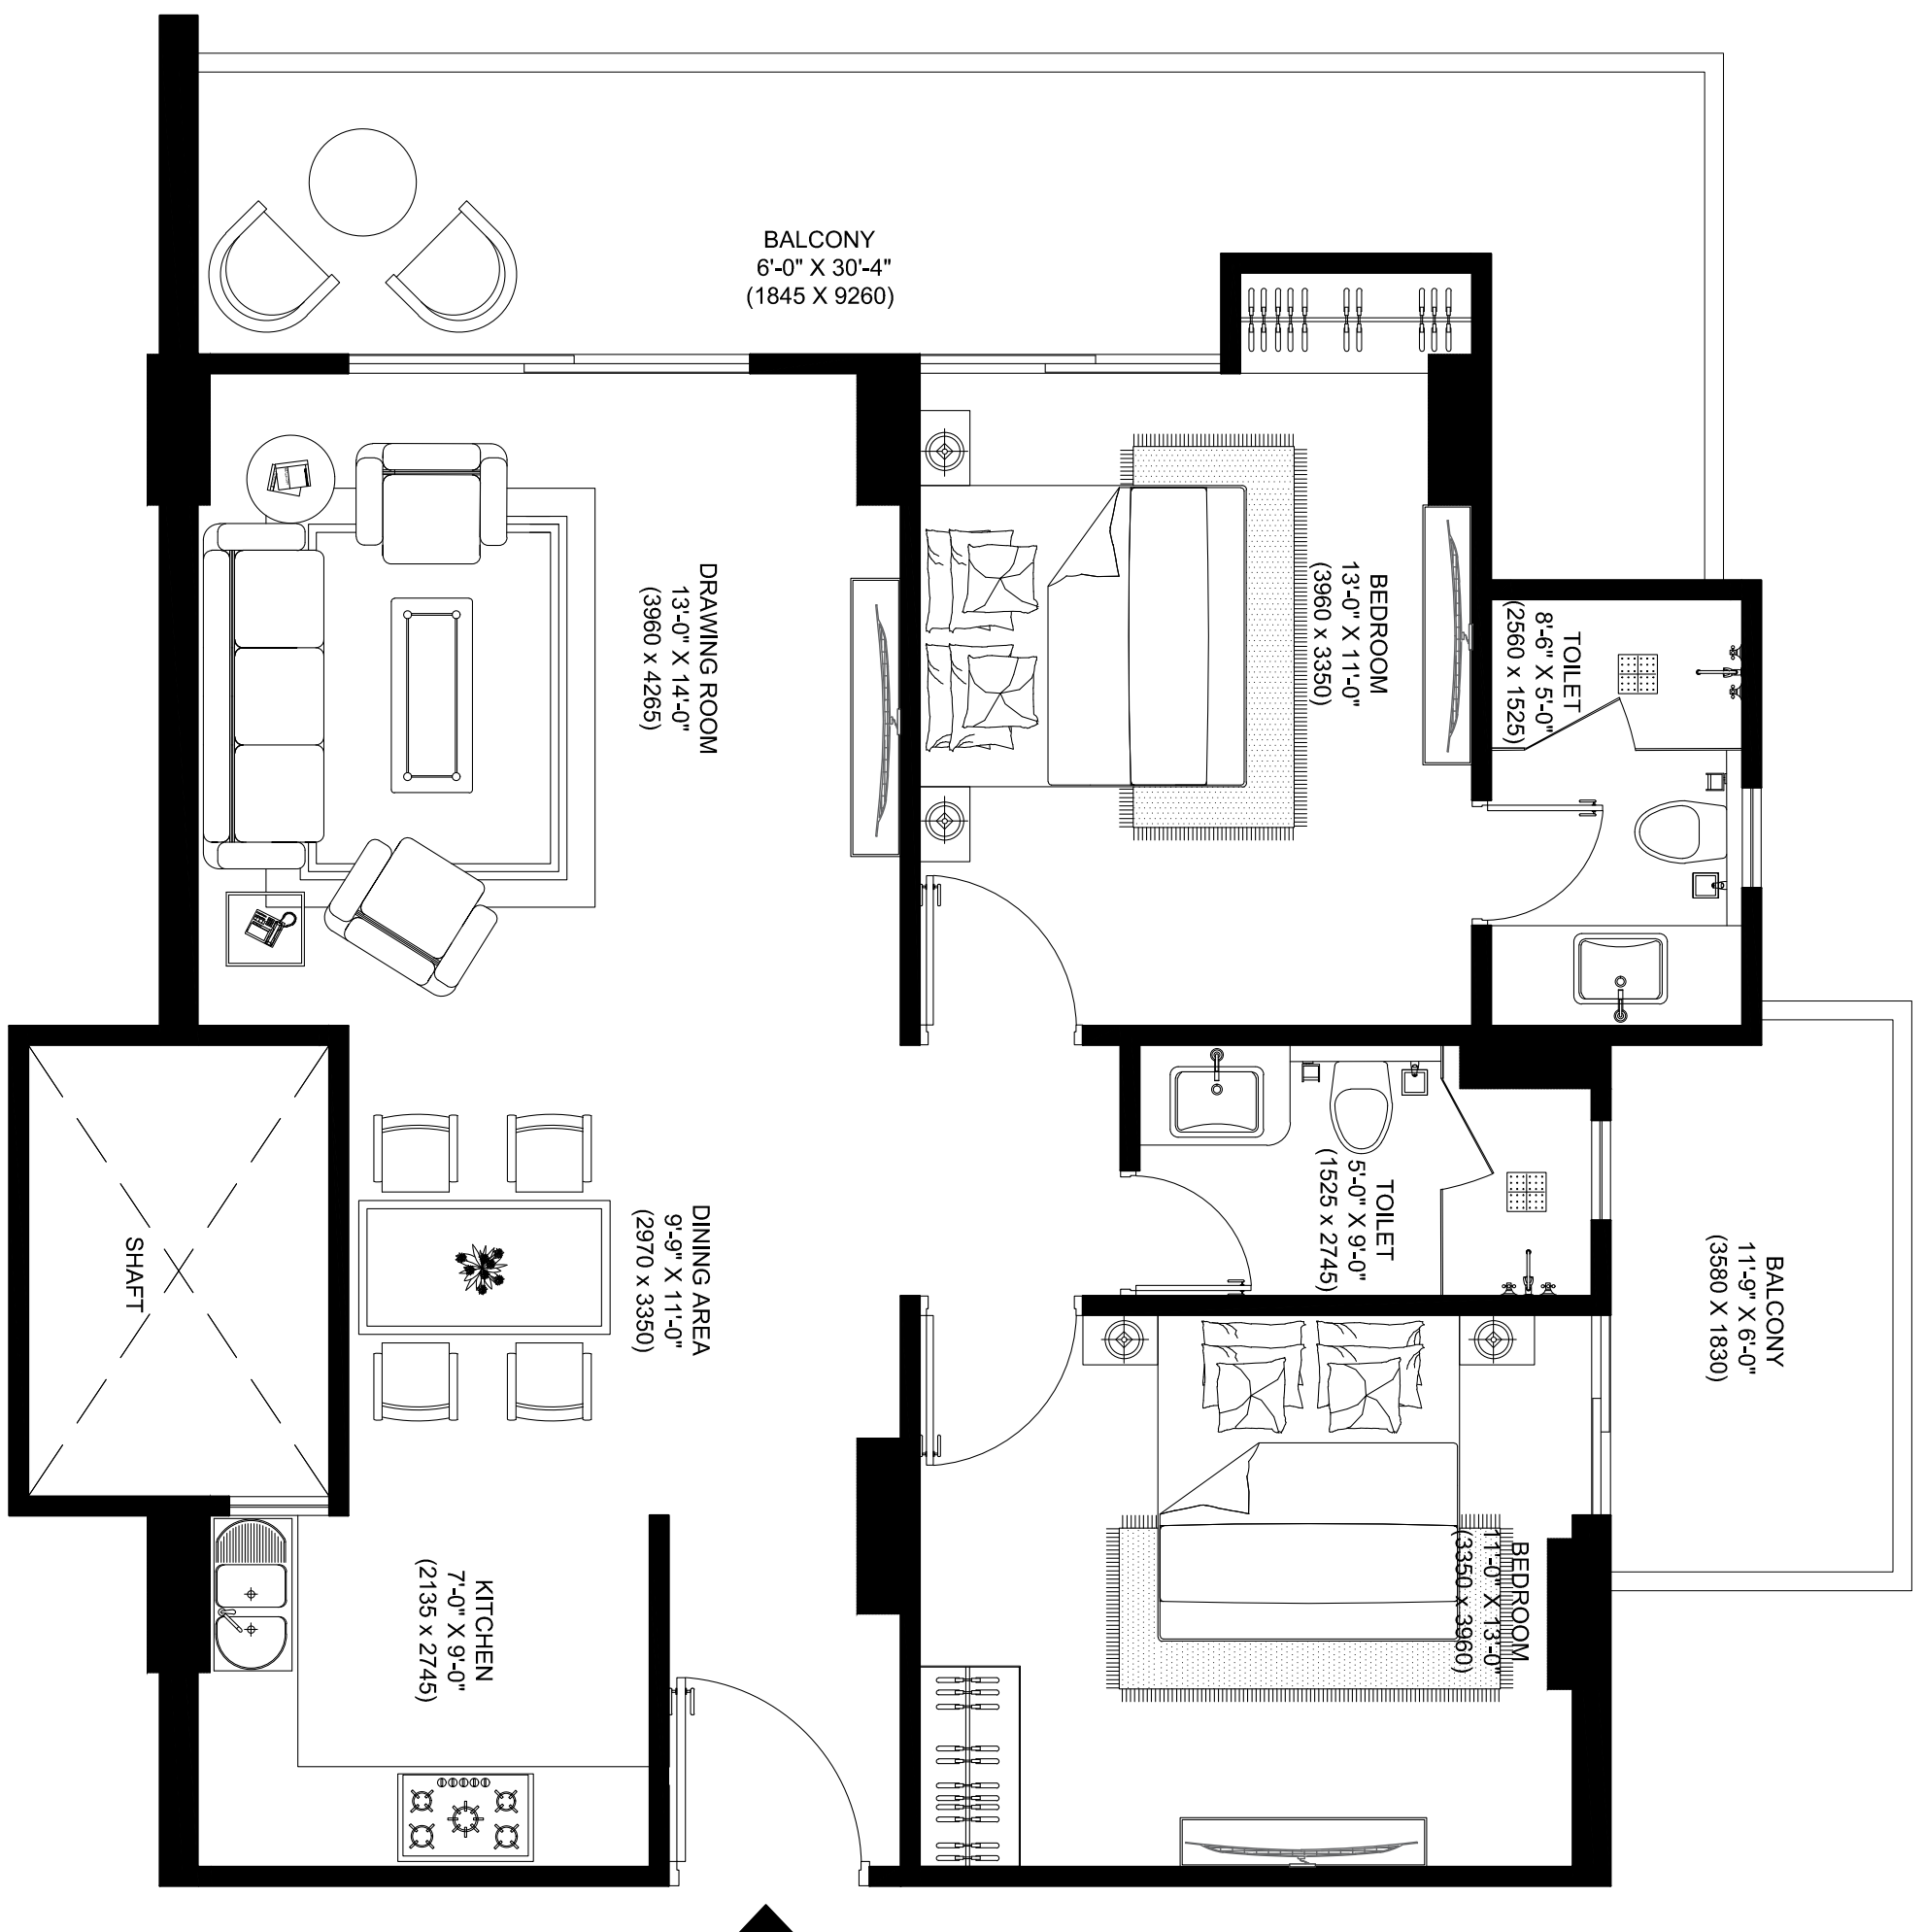 BALCONY
6'-0" X 30'-4"
(1845 X 9260)
DRAWING ROOM
13'-0" X 14'-0"
(3960 x 4265)
BEDROOM
13'-0" X 11'-0"
(3960 x 3350)
TOILET
8'-6" X 5'-0"
(2560 x 1525)
DINING AREA
9'-9" X 11'-0"
(2970 x 3350)
TOILET
5'-0" X 9'-0"
(1525 x 2745)
BALCONY
11'-9" X 6'-0"
(3580 X 1830)
SHAFT
KITCHEN
7'-0" X 9'-0"
(2135 x 2745)
BEDROOM
11'-0" X 13'-0"
(3350 x 3960)